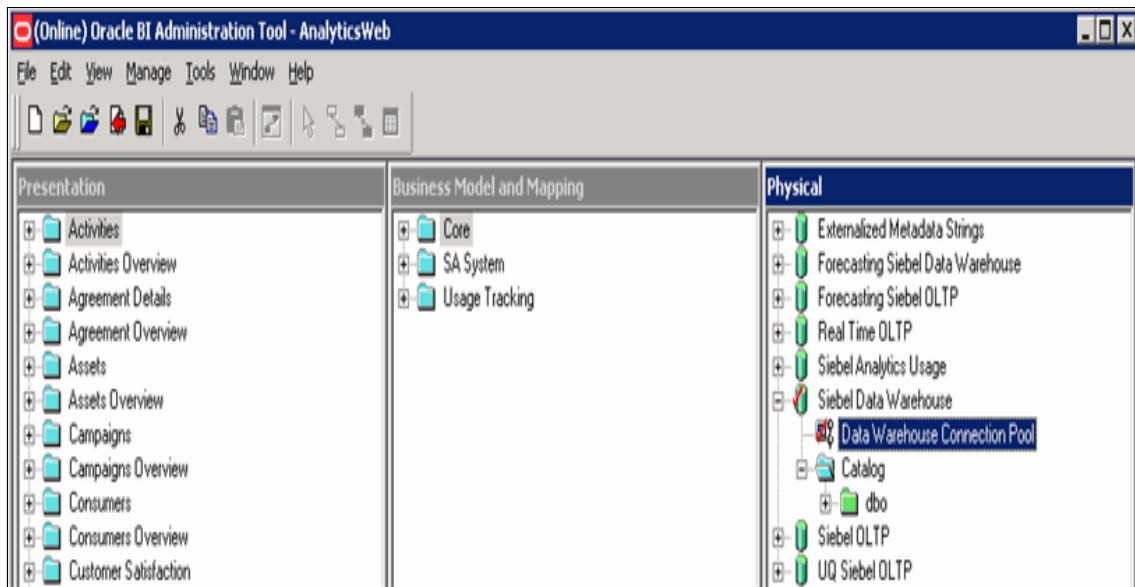 (Online) Oracle BI Administration Tool - AnalyticsWeb
File Edit View Manage Tools Window Help
Presentation
Activities
Activities Overview
Agreement Details
Agreement Overview
Assets
Assets Overview
Campaigns
Campaigns Overview
Consumers
Consumers Overview
Customer Satisfaction
Business Model and Mapping
Core
SA System
Usage Tracking
Physical
Externalized Metadata Strings
Forecasting Siebel Data Warehouse
Forecasting Siebel OLTP
Real Time OLTP
Siebel Analytics Usage
Siebel Data Warehouse
Data Warehouse Connection Pool
Catalog
dbo
Siebel OLTP
UQ Siebel OLTP